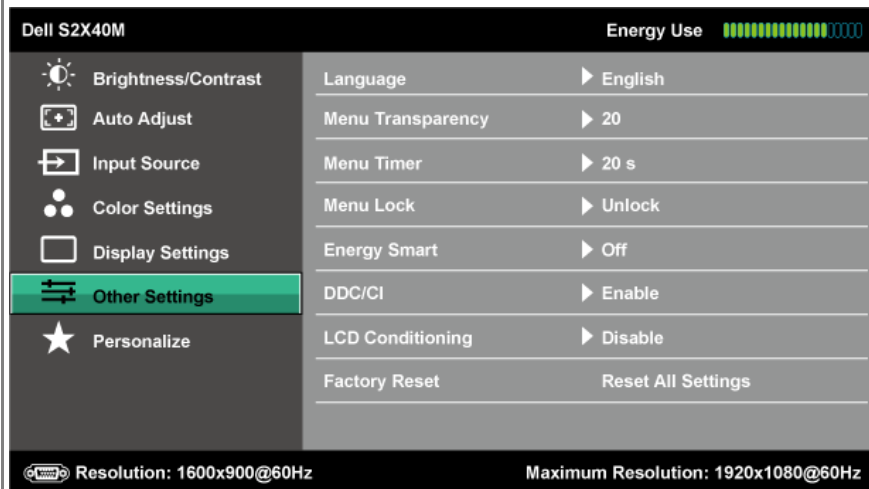 Dell S2X40M Energy Use
Brightness/Contrast
Auto Adjust
Input Source
Color Settings
Display Settings
Other Settings
Personalize
Language English
Menu Transparency 20
Menu Timer 20 s
Menu Lock Unlock
Energy Smart Off
DDC/CI Enable
LCD Conditioning Disable
Factory Reset Reset All Settings
Resolution: 1600x900@60Hz Maximum Resolution: 1920x1080@60Hz